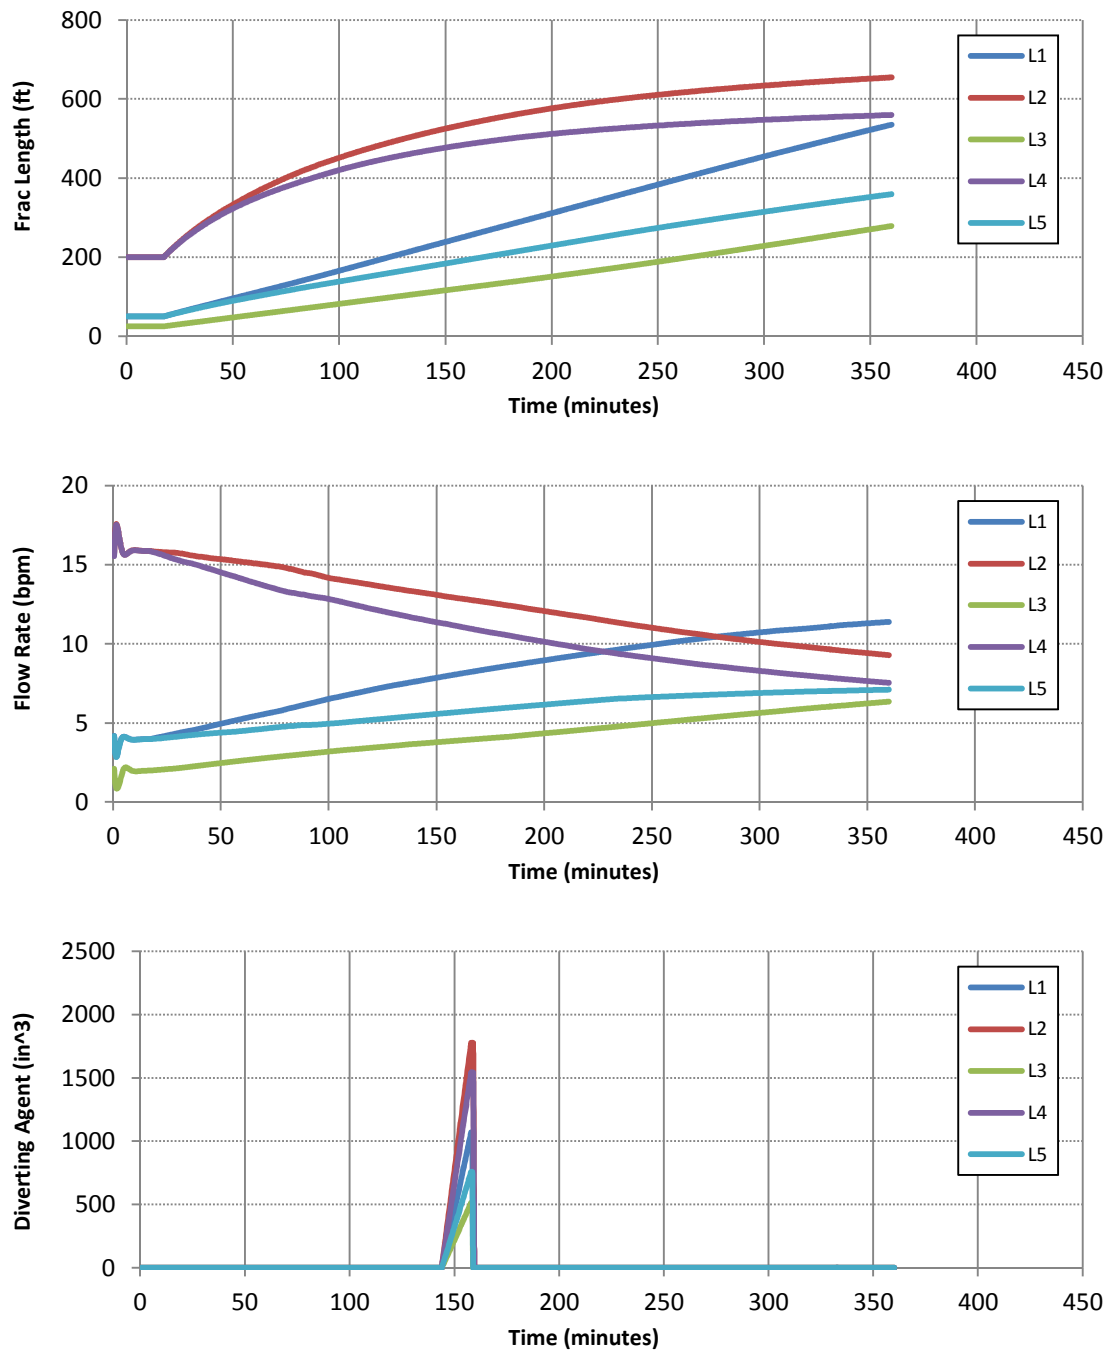 800
600
400
200
0
Frac Length (ft)
0 50 100 150 200 250 300 350 400 450
Time (minutes)
L1
L2
L3
L4
L5
20
15
10
5
0
Flow Rate (bpm)
0 50 100 150 200 250 300 350 400 450
Time (minutes)
L1
L2
L3
L4
L5
2500
2000
1500
1000
500
0
Diverting Agent (in^3)
0 50 100 150 200 250 300 350 400 450
Time (minutes)
L1
L2
L3
L4
L5